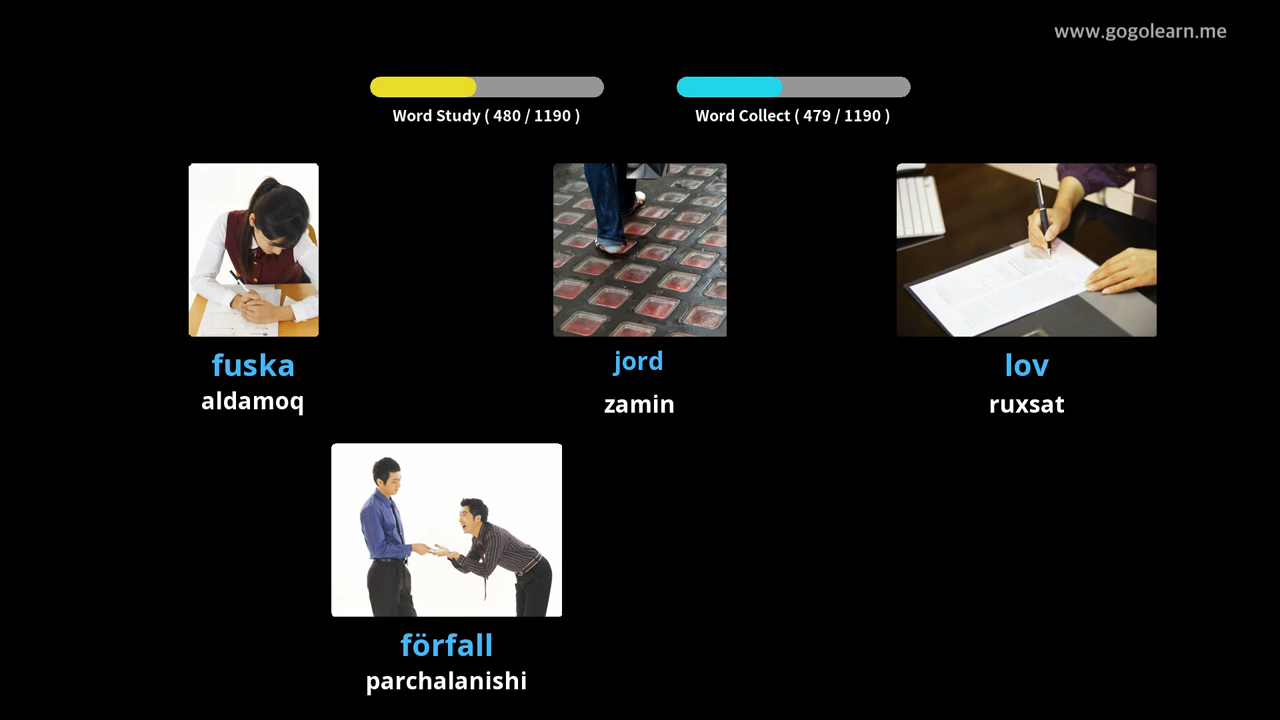 www.gogolearn.me
Word Study ( 480 / 1190 )
Word Collect ( 479 / 1190 )
fuska
aldamoq
jord
zamin
lov
ruxsat
förfall
parchalanishi